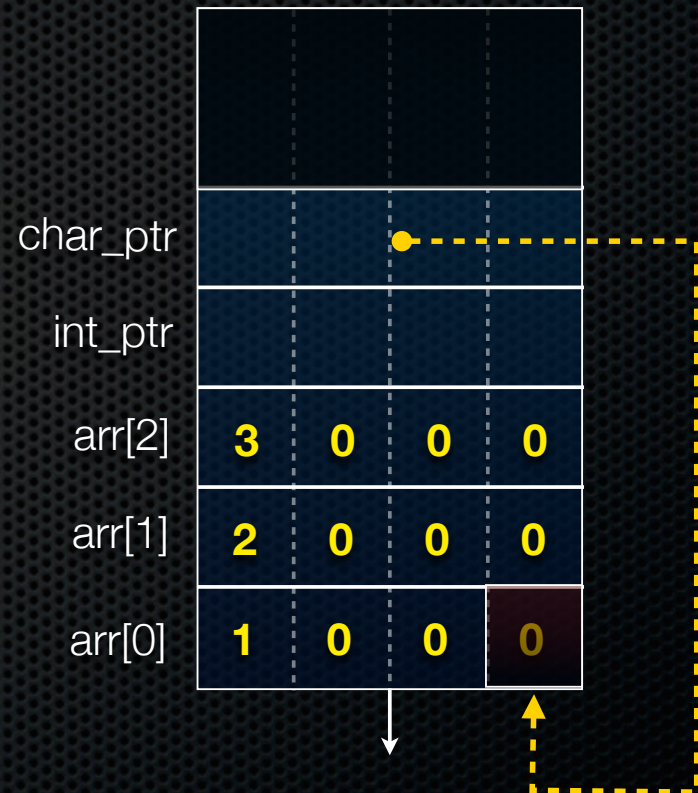 char_ptr
int_ptr
arr[2] 3 0 0 0
arr[1] 2 0 0 0
arr[0] 1 0 0 0